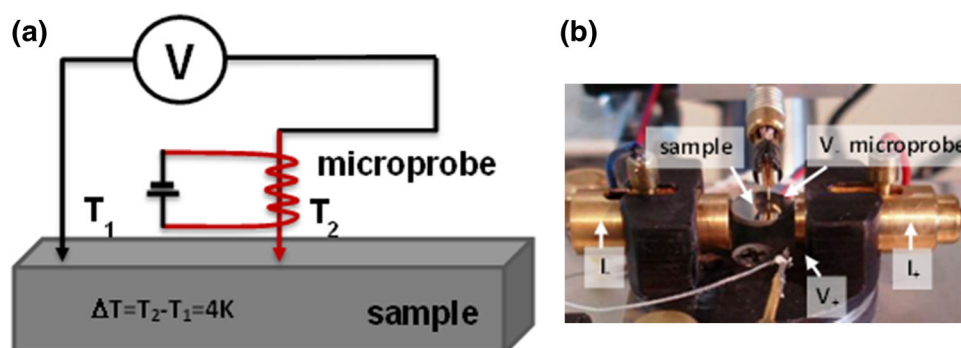 (a)
V
microprobe
T₁
T₂
ΔT=T₂-T₁=4K
sample
(b)
sample
V₋ microprobe
I₋
V₊
I₊